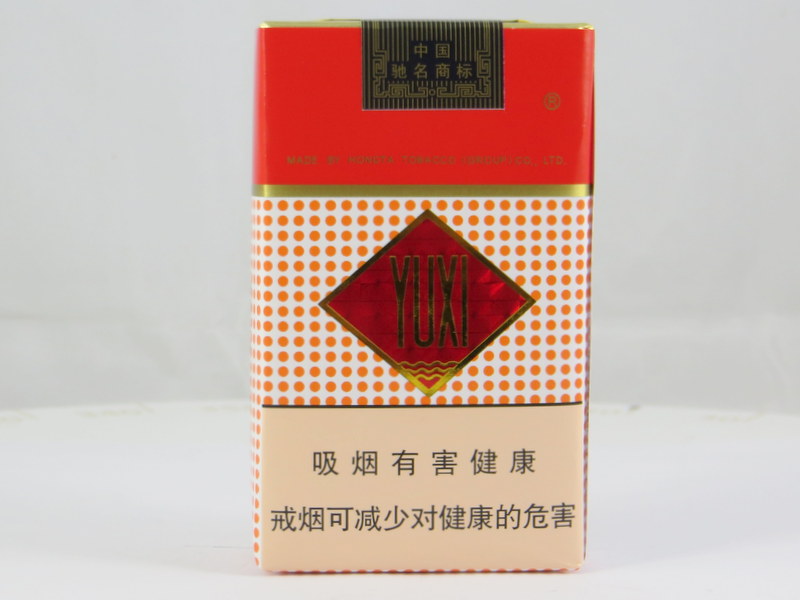 中国
驰名商标
®
MADE BY HONGTA TOBACCO (GROUP) CO., LTD.
YUXI
吸烟有害健康
戒烟可减少对健康的危害